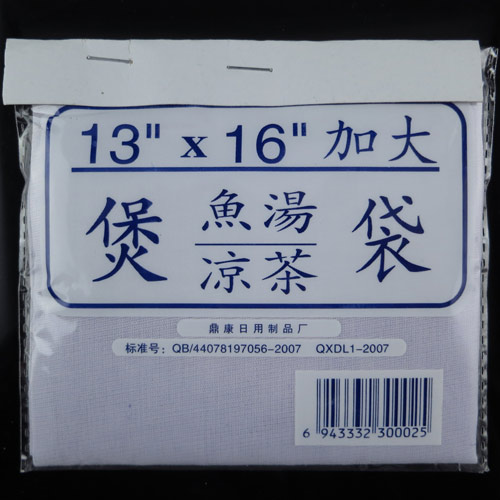 13" x 16" 加大
煲 魚湯 袋
凉茶
鼎康日用制品厂
标准号：QB/44078197056-2007 QXDL1-2007
6 943332 300025